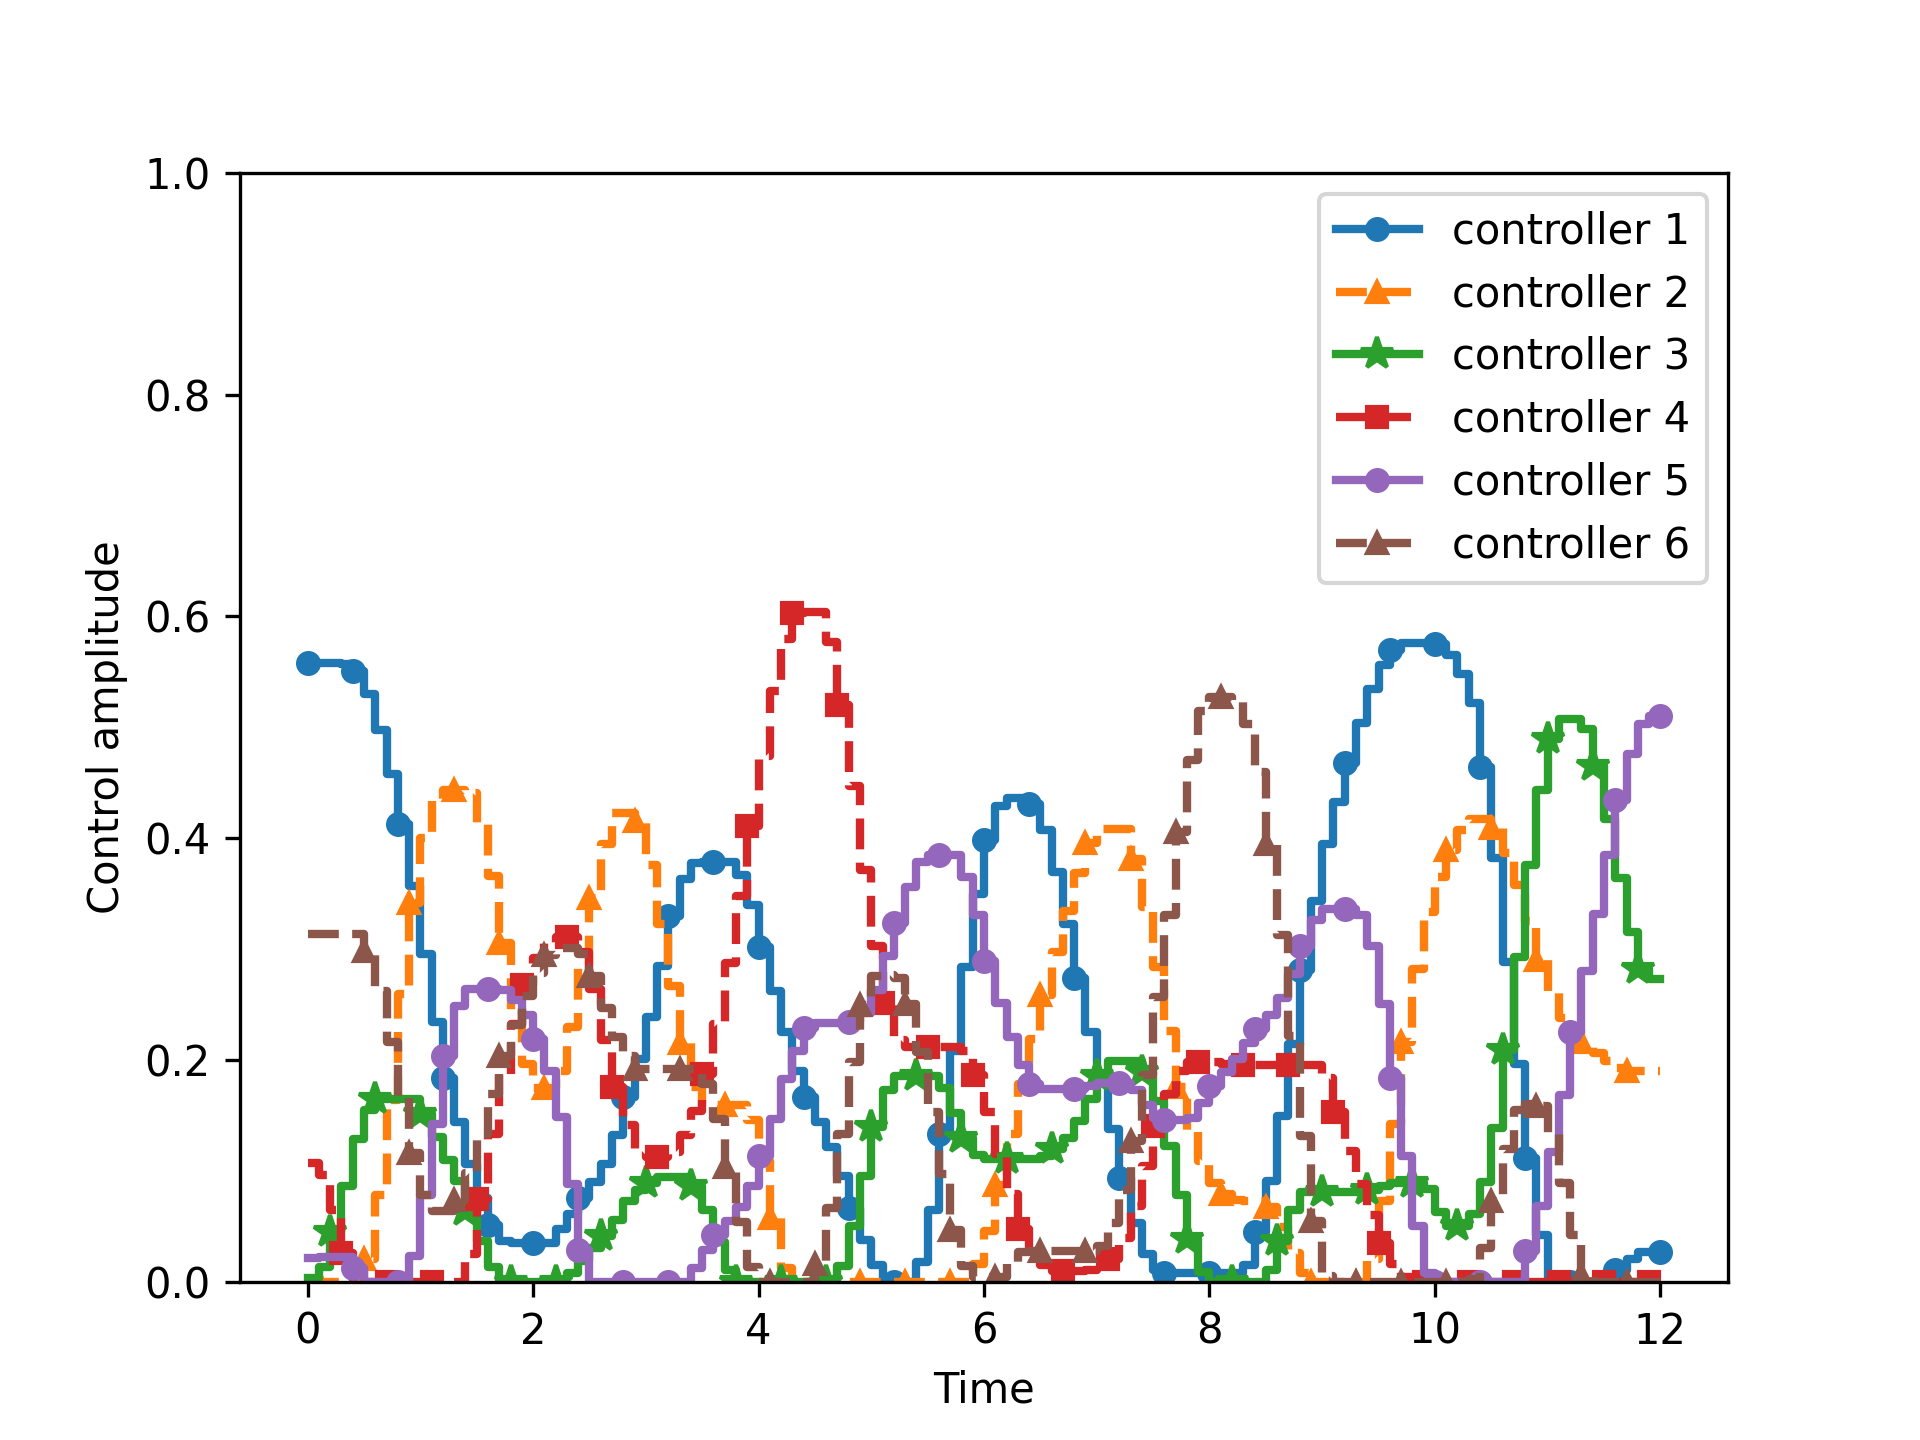 1.0
0.8
0.6
0.4
0.2
0.0
Control amplitude
controller 1
controller 2
controller 3
controller 4
controller 5
controller 6
0 2 4 6 8 10 12
Time